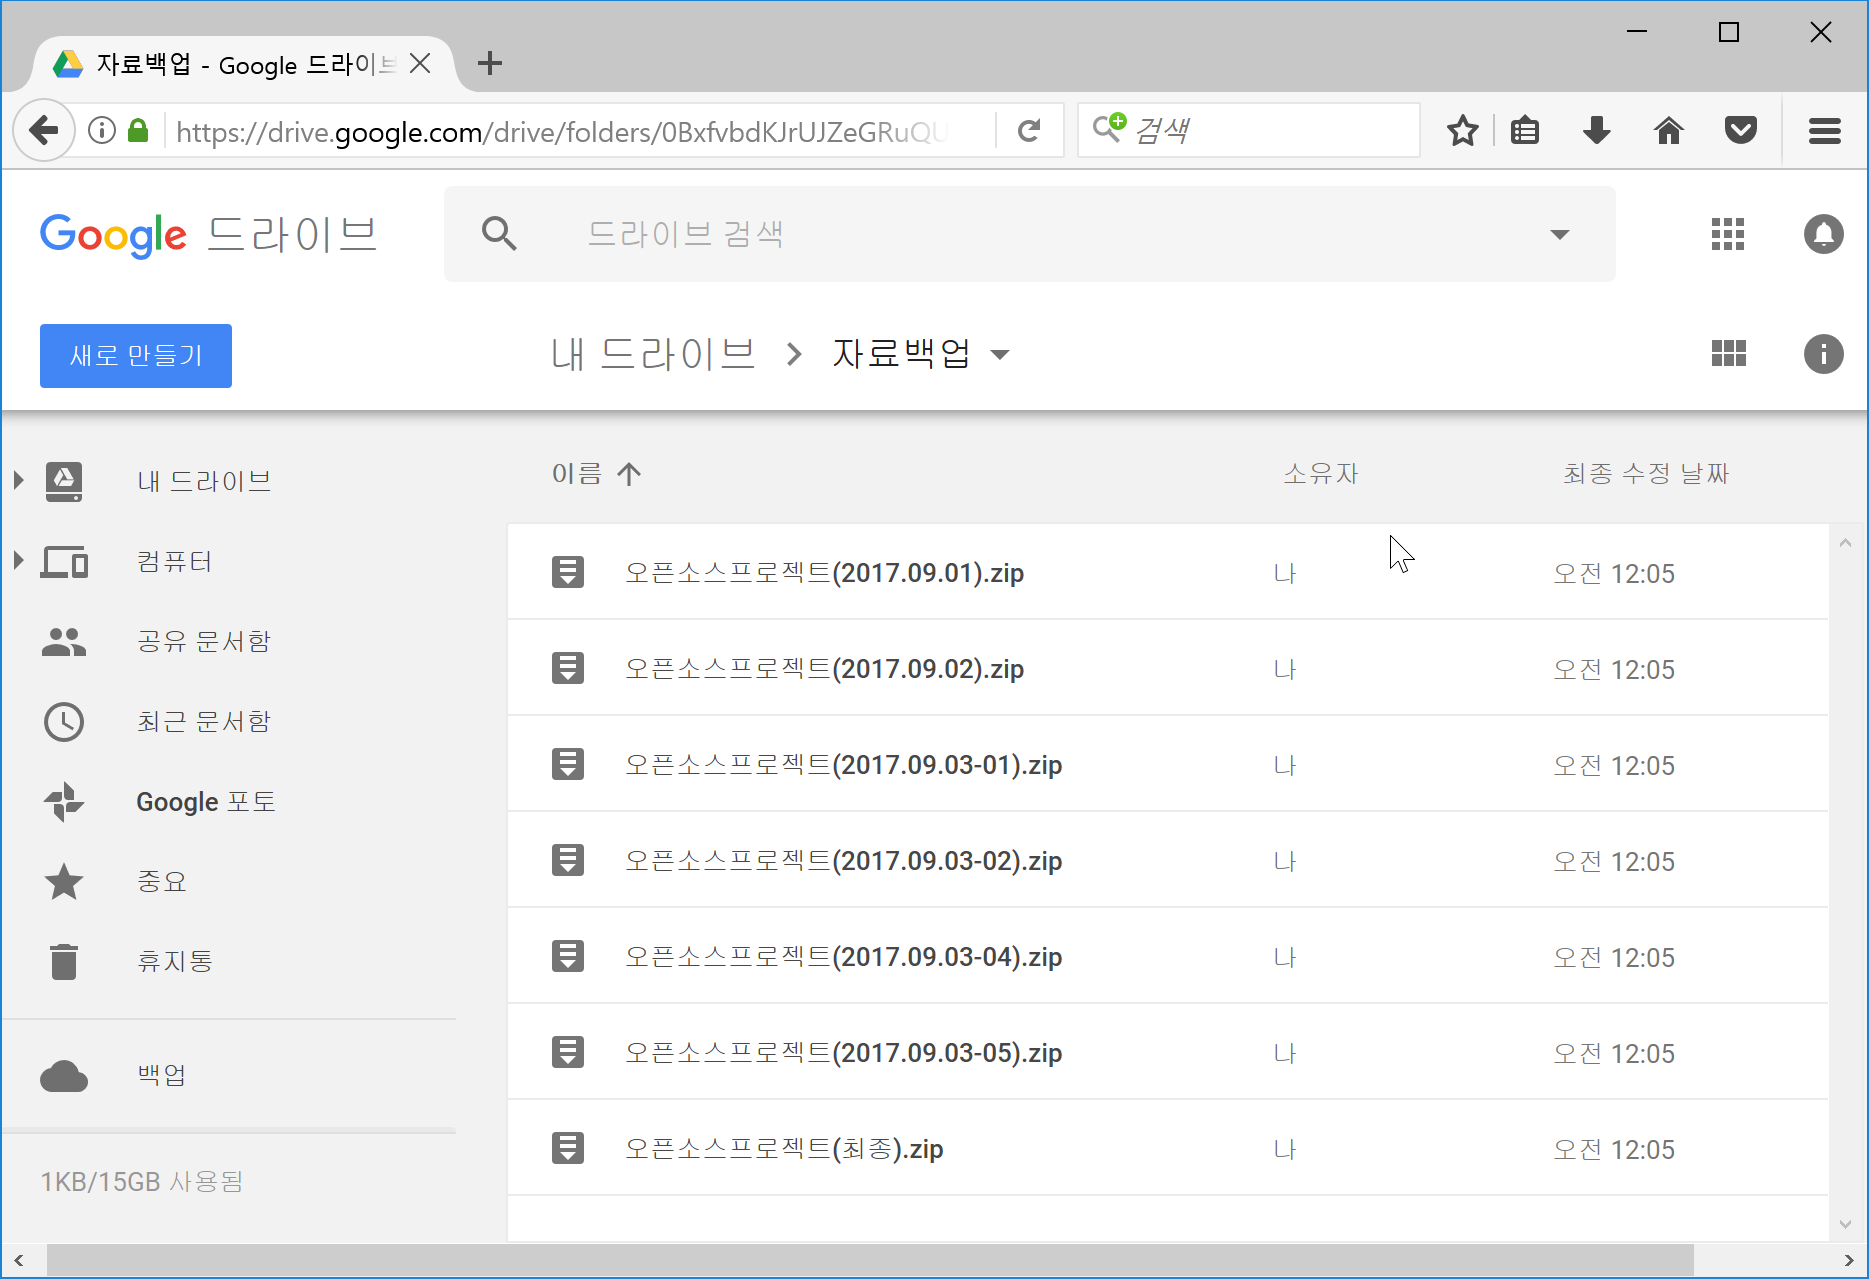 자료백업 - Google 드라이브
https://drive.google.com/drive/folders/0BxfvbdKJrUJZeGRuQU
검색
Google 드라이브
드라이브 검색
새로 만들기
내 드라이브 > 자료백업
이름 소유자 최종 수정 날짜
내 드라이브
컴퓨터
공유 문서함
최근 문서함
Google 포토
중요
휴지통
백업
1KB/15GB 사용됨
오픈소스프로젝트(2017.09.01).zip 나 오전 12:05
오픈소스프로젝트(2017.09.02).zip 나 오전 12:05
오픈소스프로젝트(2017.09.03-01).zip 나 오전 12:05
오픈소스프로젝트(2017.09.03-02).zip 나 오전 12:05
오픈소스프로젝트(2017.09.03-04).zip 나 오전 12:05
오픈소스프로젝트(2017.09.03-05).zip 나 오전 12:05
오픈소스프로젝트(최종).zip 나 오전 12:05